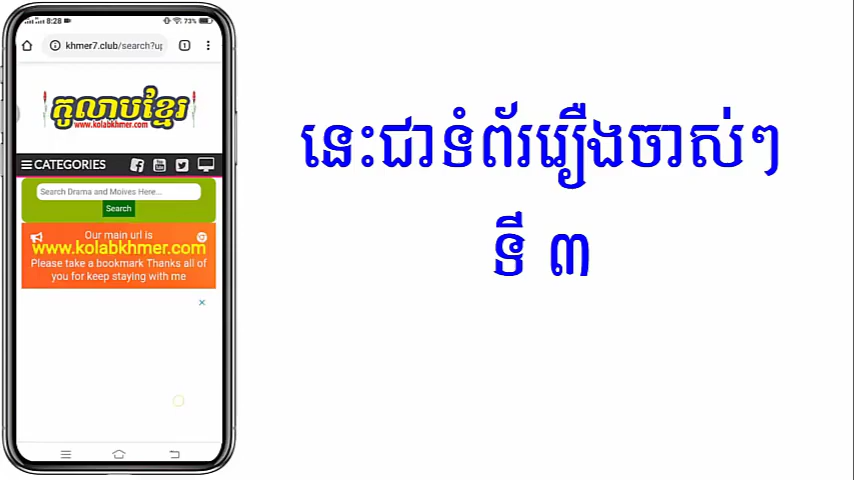 8:28
73%
khmer7.club/search?up
1
កូលាបខ្មែរ
www.kolabkhmer.com
CATEGORIES
Search Drama and Moives Here...
Search
Our main url is
www.kolabkhmer.com
Please take a bookmark Thanks all of
you for keep staying with me
នេះជាទំព័ររឿងចាស់ៗ
ទី ៣